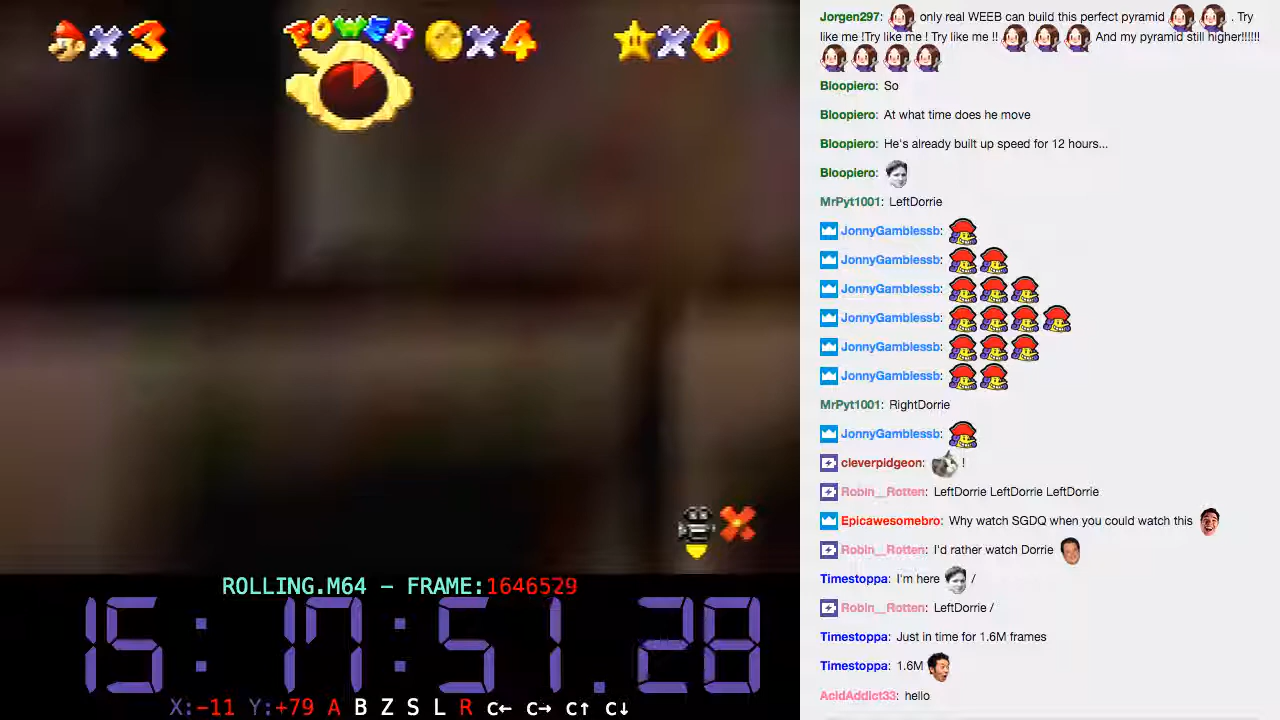 ×3
POWER
×4
×0
ROLLING.M64 – FRAME:1646529
15:17:51.28
X:-11 Y:+79 A B Z S L R C← C→ C↑ C↓
Jorgen297: only real WEEB can build this perfect pyramid . Try
like me !Try like me ! Try like me !! And my pyramid still higher!!!!!!
Bloopiero: So
Bloopiero: At what time does he move
Bloopiero: He's already built up speed for 12 hours...
Bloopiero:
MrPyt1001: LeftDorrie
JonnyGamblessb:
JonnyGamblessb:
JonnyGamblessb:
JonnyGamblessb:
JonnyGamblessb:
JonnyGamblessb:
MrPyt1001: RightDorrie
JonnyGamblessb:
cleverpidgeon: !
Robin__Rotten: LeftDorrie LeftDorrie LeftDorrie
Epicawesomebro: Why watch SGDQ when you could watch this
Robin__Rotten: I'd rather watch Dorrie
Timestoppa: I'm here /
Robin__Rotten: LeftDorrie /
Timestoppa: Just in time for 1.6M frames
Timestoppa: 1.6M
AcidAddict33: hello